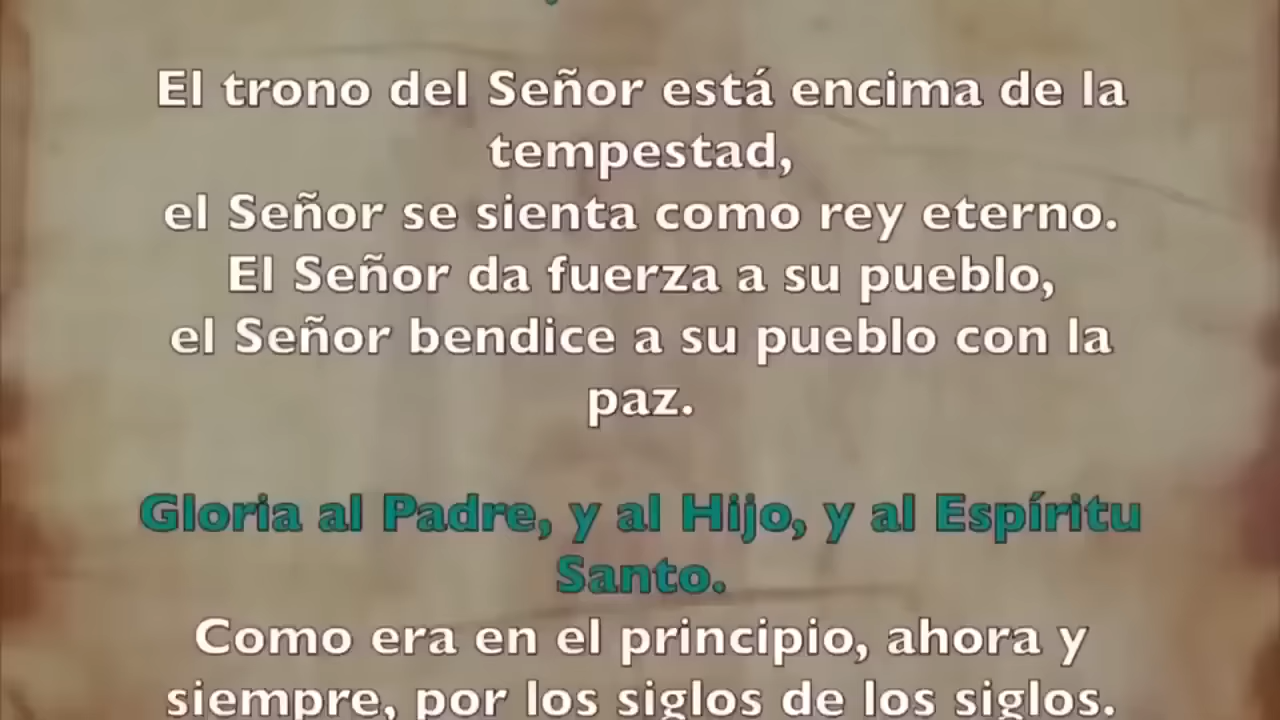 El trono del Señor está encima de la
tempestad,
el Señor se sienta como rey eterno.
El Señor da fuerza a su pueblo,
el Señor bendice a su pueblo con la
paz.
Gloria al Padre, y al Hijo, y al Espíritu
Santo.
Como era en el principio, ahora y
siempre, por los siglos de los siglos.